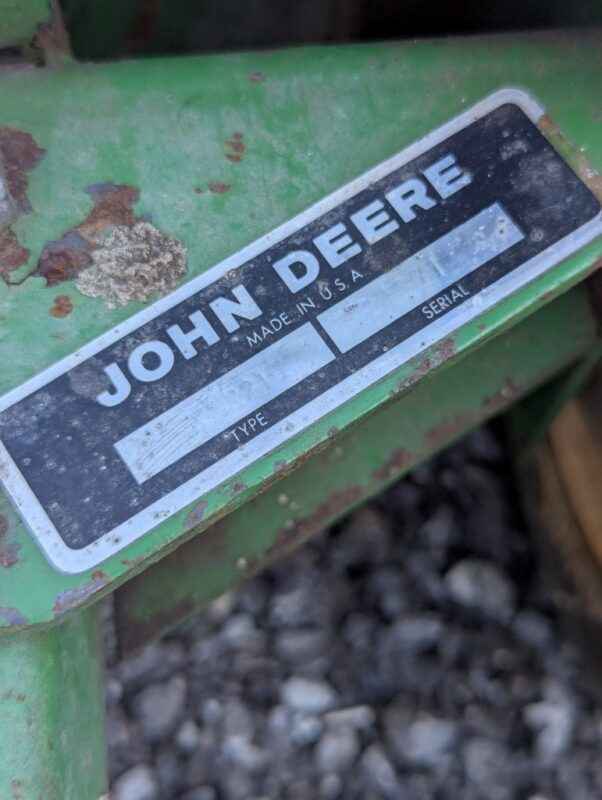 JOHN DEERE
MADE IN U.S.A
TYPE
SERIAL